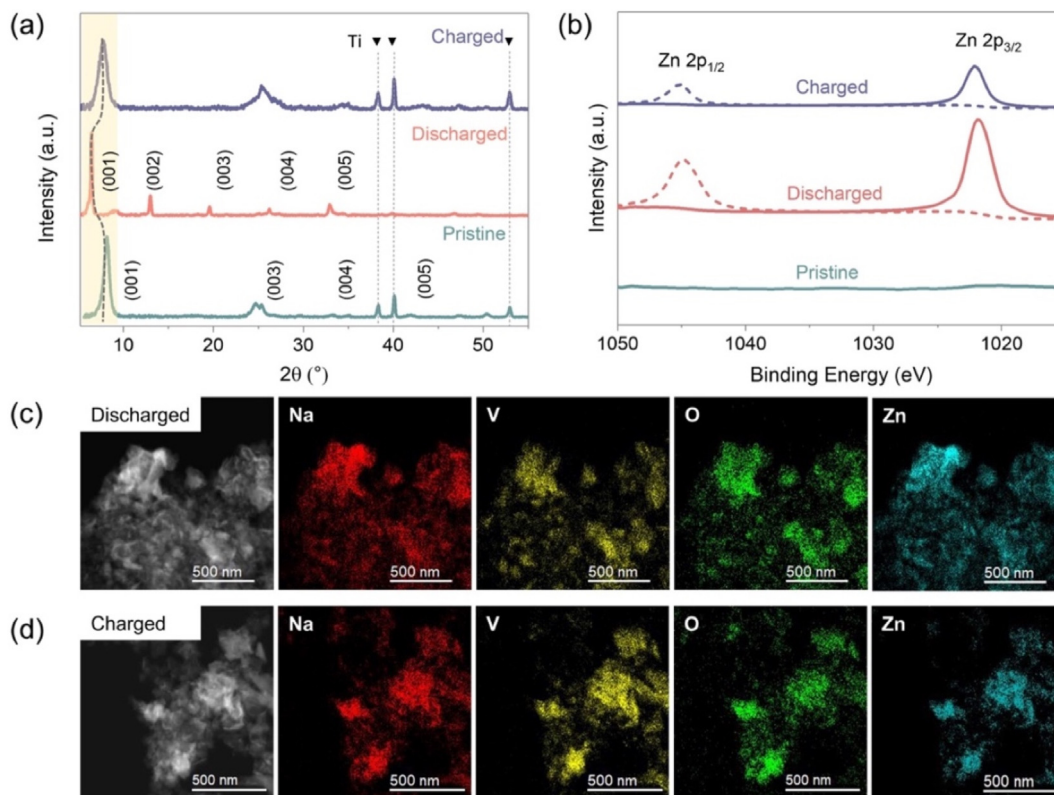 (a)
Ti
Charged
Discharged
(001)
(002)
(003)
(004)
(005)
Pristine
(001)
(003)
(004)
(005)
Intensity (a.u.)
10
20
30
40
50
2θ (°)
(b)
Zn 2p1/2
Zn 2p3/2
Charged
Discharged
Pristine
Intensity (a.u.)
1050
1040
1030
1020
Binding Energy (eV)
(c)
Discharged
Na
V
O
Zn
500 nm
500 nm
500 nm
500 nm
500 nm
(d)
Charged
Na
V
O
Zn
500 nm
500 nm
500 nm
500 nm
500 nm